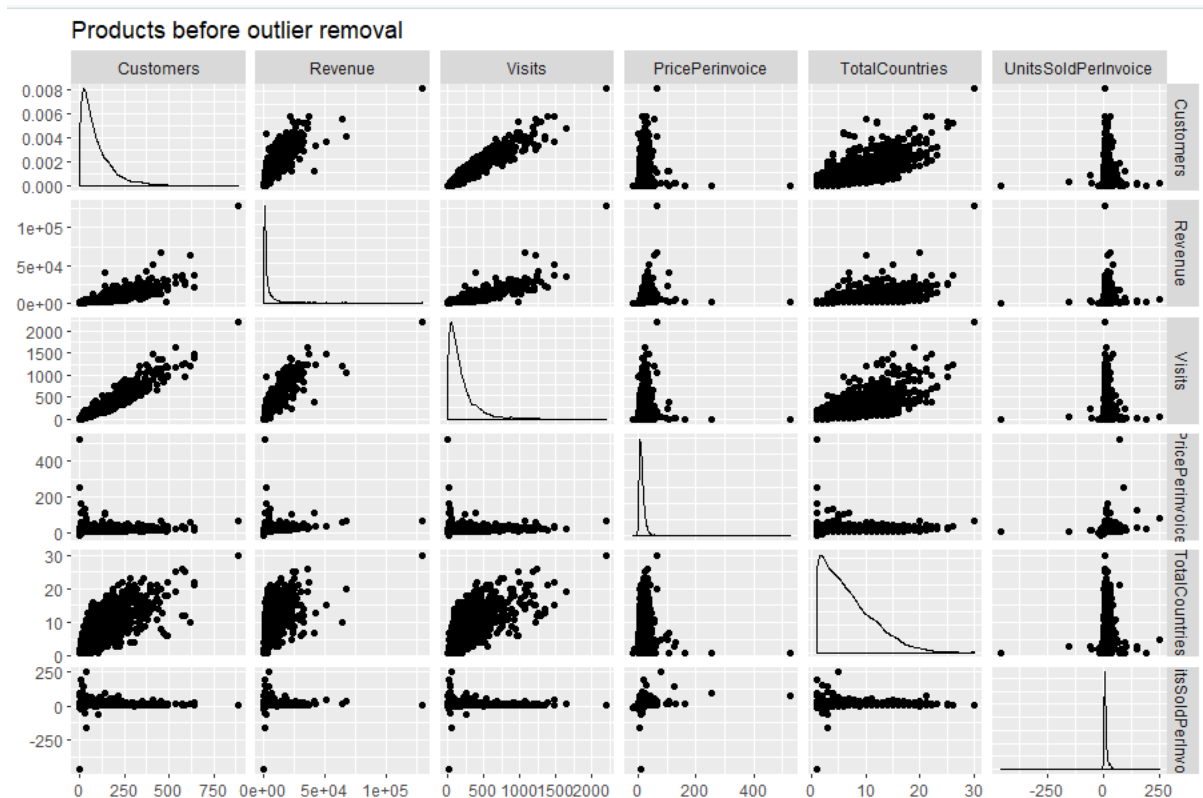 Products before outlier removal
Customers Revenue Visits PricePerinvoice TotalCountries UnitsSoldPerInvoice
0.008
0.006
0.004
0.002
0.000
Customers
1e+05
5e+04
0e+00
Revenue
2000
1500
1000
500
0
Visits
400
200
0
PricePerinvoice
30
20
10
0
TotalCountries
250
0
-250
itsSoldPerInvo
0 250 500 750 0e+00 5e+04 1e+05 0 500 1000 1500 2000 0 200 400 0 10 20 30 -250 0 250